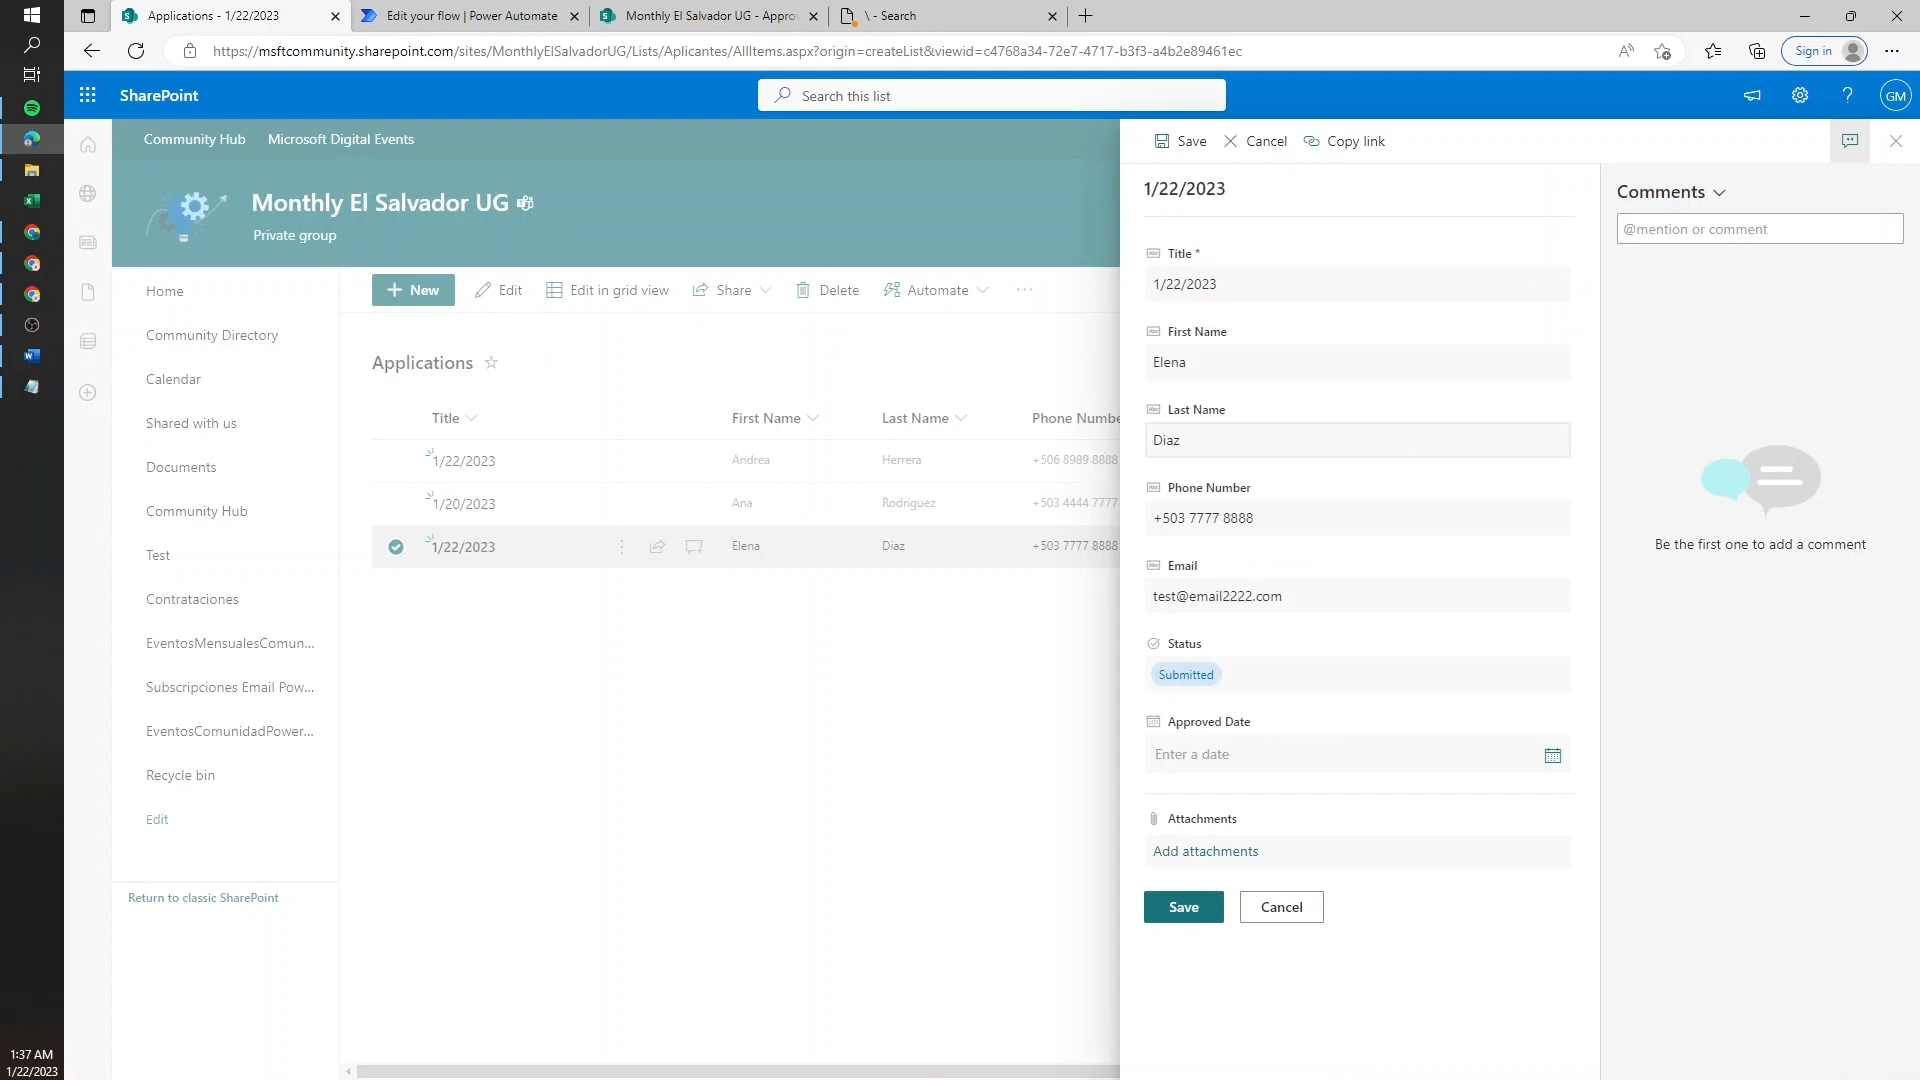 Applications - 1/22/2023
Edit your flow | Power Automate
Monthly El Salvador UG - Appro
\ - Search
https://msftcommunity.sharepoint.com/sites/MonthlyElSalvadorUG/Lists/Aplicantes/AllItems.aspx?origin=createList&viewid=c4768a34-72e7-4717-b3f3-a4b2e89461ec
Sign in
SharePoint
Search this list
GM
Community Hub
Microsoft Digital Events
Monthly El Salvador UG
Private group
Home
Community Directory
Calendar
Shared with us
Documents
Community Hub
Test
Contrataciones
EventosMensualesComun...
Subscripciones Email Pow...
EventosComunidadPower...
Recycle bin
Edit
Return to classic SharePoint
New
Edit
Edit in grid view
Share
Delete
Automate
Applications
Title First Name Last Name Phone Numbe
1/22/2023 Andrea Herrera +506 8989 8888
1/20/2023 Ana Rodriguez +503 4444 7777
1/22/2023 Elena Diaz +503 7777 8888
Save
Cancel
Copy link
1/22/2023
Title *
1/22/2023
First Name
Elena
Last Name
Diaz
Phone Number
+503 7777 8888
Email
test@email2222.com
Status
Submitted
Approved Date
Enter a date
Attachments
Add attachments
Save
Cancel
Comments
@mention or comment
Be the first one to add a comment
1:37 AM
1/22/2023